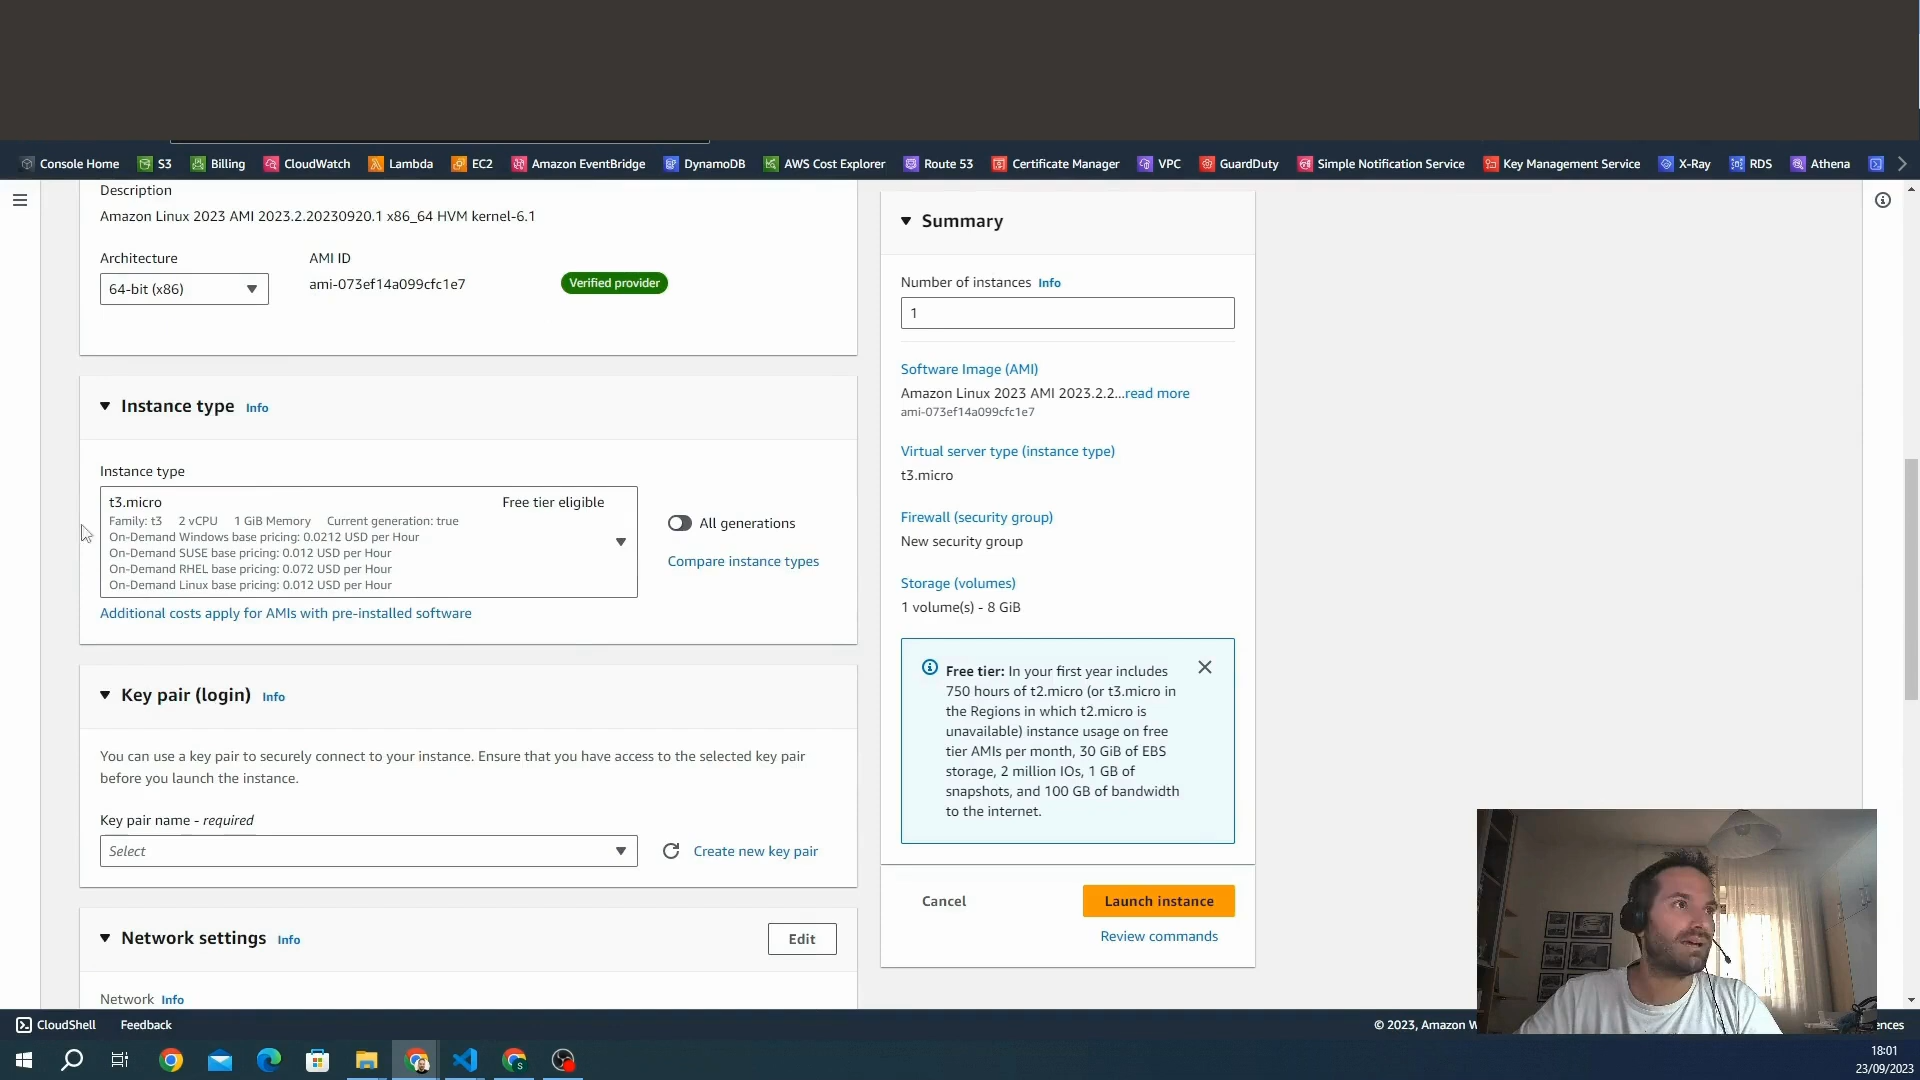 Console Home S3 Billing CloudWatch Lambda EC2 Amazon EventBridge DynamoDB AWS Cost Explorer Route 53 Certificate Manager VPC GuardDuty Simple Notification Service Key Management Service X-Ray RDS Athena
Description
Amazon Linux 2023 AMI 2023.2.20230920.1 x86_64 HVM kernel-6.1
Architecture
AMI ID
64-bit (x86)
ami-073ef14a099cfc1e7
Verified provider
Instance type Info
Instance type
t3.micro
Free tier eligible
Family: t3 2 vCPU 1 GiB Memory Current generation: true
On-Demand Windows base pricing: 0.0212 USD per Hour
On-Demand SUSE base pricing: 0.012 USD per Hour
On-Demand RHEL base pricing: 0.072 USD per Hour
On-Demand Linux base pricing: 0.012 USD per Hour
All generations
Compare instance types
Additional costs apply for AMIs with pre-installed software
Key pair (login) Info
You can use a key pair to securely connect to your instance. Ensure that you have access to the selected key pair
before you launch the instance.
Key pair name - required
Select
Create new key pair
Network settings Info
Edit
Network Info
Summary
Number of instances Info
1
Software Image (AMI)
Amazon Linux 2023 AMI 2023.2.2...read more
ami-073ef14a099cfc1e7
Virtual server type (instance type)
t3.micro
Firewall (security group)
New security group
Storage (volumes)
1 volume(s) - 8 GiB
Free tier: In your first year includes
750 hours of t2.micro (or t3.micro in
the Regions in which t2.micro is
unavailable) instance usage on free
tier AMIs per month, 30 GiB of EBS
storage, 2 million IOs, 1 GB of
snapshots, and 100 GB of bandwidth
to the internet.
Cancel
Launch instance
Review commands
CloudShell Feedback
© 2023, Amazon W
ences
18:01
23/09/2023